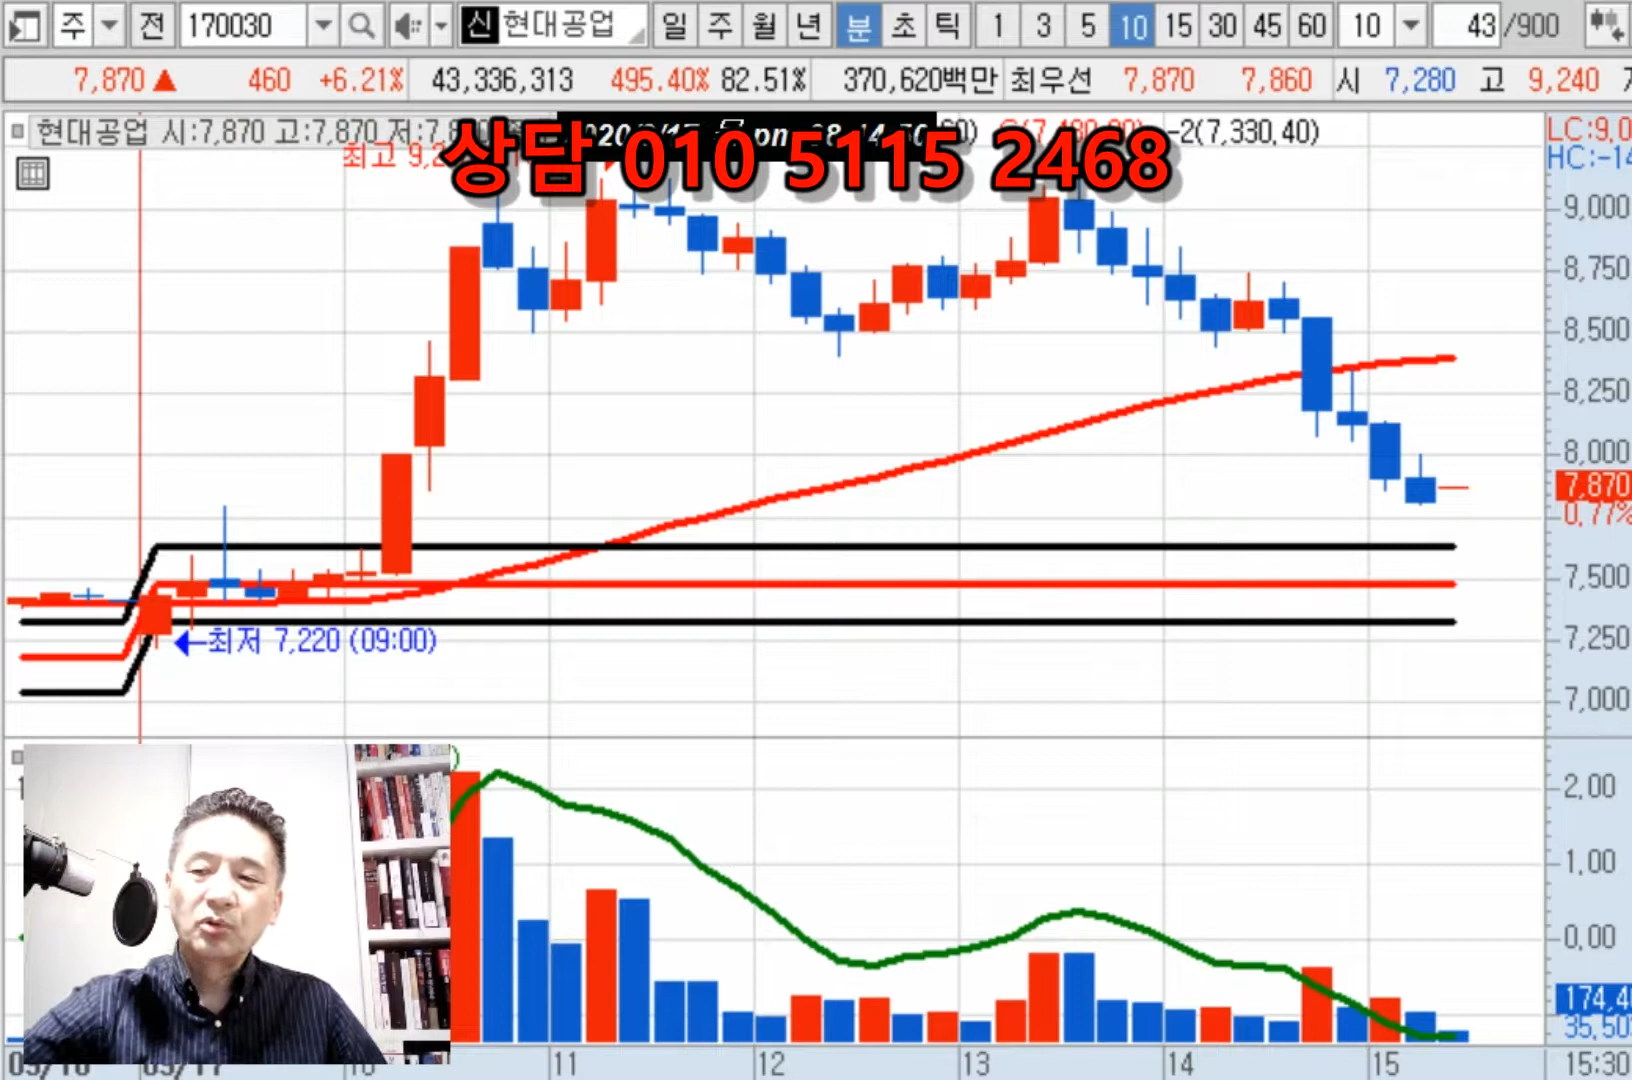 주 전 170030 신 현대공업 일 주 월 년 분 초 틱 1 3 5 10 15 30 45 60 10 43 /900
7,870 ▲ 460 +6.21% 43,336,313 495.40% 82.51% 370,620백만 최우선 7,870 7,860 시 7,280 고 9,240
현대공업 시:7,870 고:7,870 -2(7,330,40)
상담 010 5115 2468
LC:9,0
HC:-14
최고
9,000
8,750
8,500
8,250
8,000
7,870
0.77%
7,500
←최저 7,220 (09:00)
7,250
7,000
2,00
1,00
0,00
174,4
35,50
11 12 13 14 15 15:30